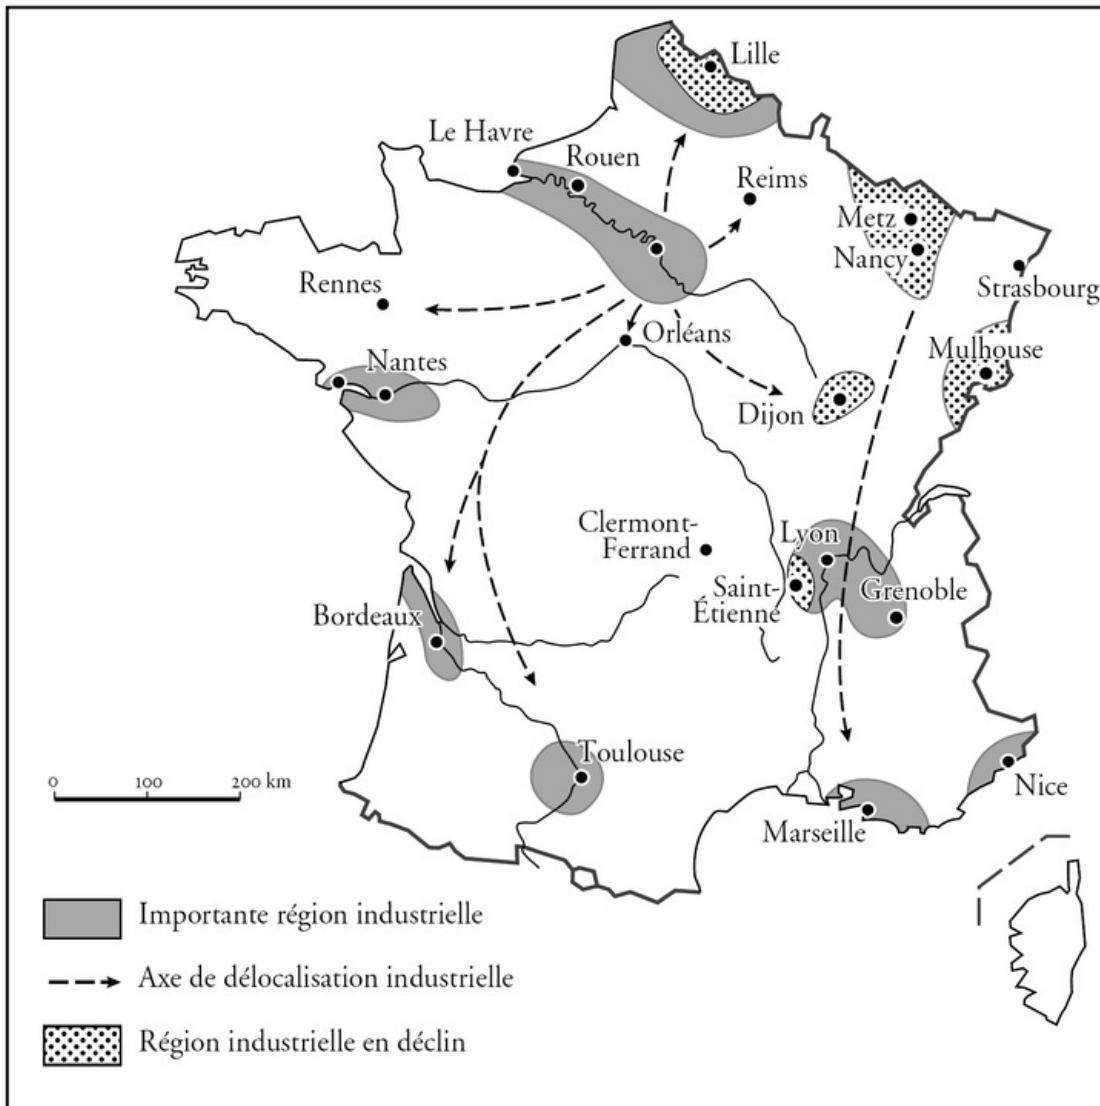 Lille
Le Havre
Rouen
Reims
Metz
Nancy
Strasbourg
Rennes
Orléans
Mulhouse
Nantes
Dijon
Clermont-
Ferrand
Lyon
Saint-
Étienne
Grenoble
Bordeaux
Toulouse
0 100 200 km
Nice
Marseille
Importante région industrielle
Axe de délocalisation industrielle
Région industrielle en déclin